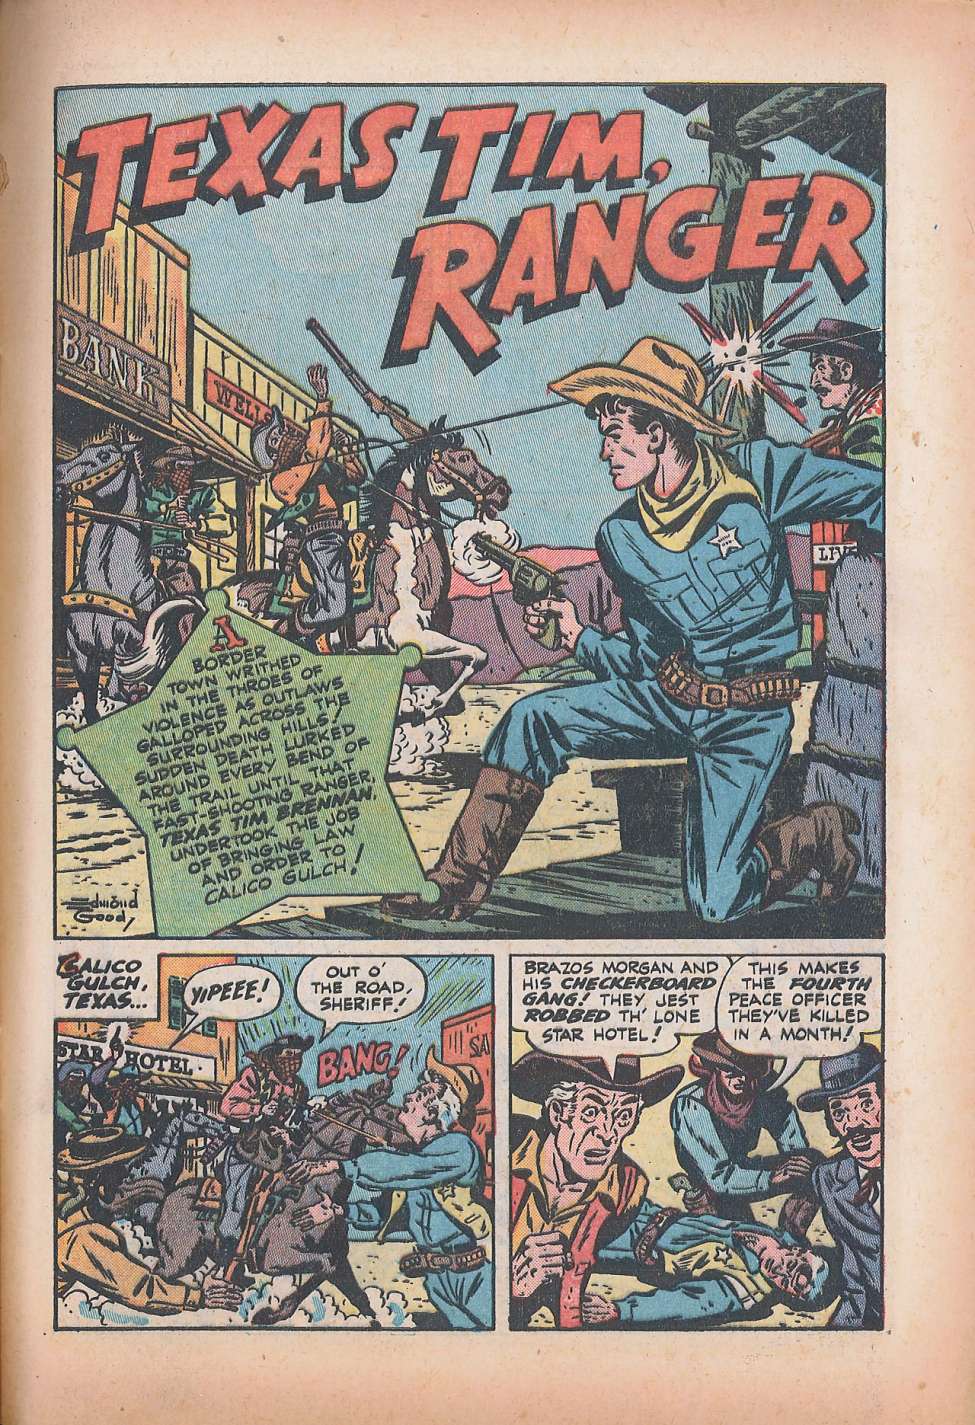 TEXAS TIM,
RANGER
BANK
WELLS
LIV
A
BORDER
TOWN WRITHED
IN THE THROES OF
VIOLENCE AS OUTLAWS
GALLOPED ACROSS THE
SURROUNDING HILLS!
SUDDEN DEATH LURKED
AROUND EVERY BEND OF
THE TRAIL UNTIL THAT
FAST-SHOOTING RANGER,
TEXAS TIM BRENNAN,
UNDERTOOK THE JOB
OF BRINGING LAW
AND ORDER TO
CALICO GULCH!
EDMOND
GOOD
CALICO
GULCH,
TEXAS...
YIPEEE!
OUT O'
THE ROAD,
SHERIFF!
BANG!
STAR HOTEL
SA
BRAZOS MORGAN AND
HIS CHECKERBOARD
GANG! THEY JEST
ROBBED TH' LONE
STAR HOTEL!
THIS MAKES
THE FOURTH
PEACE OFFICER
THEY'VE KILLED
IN A MONTH!